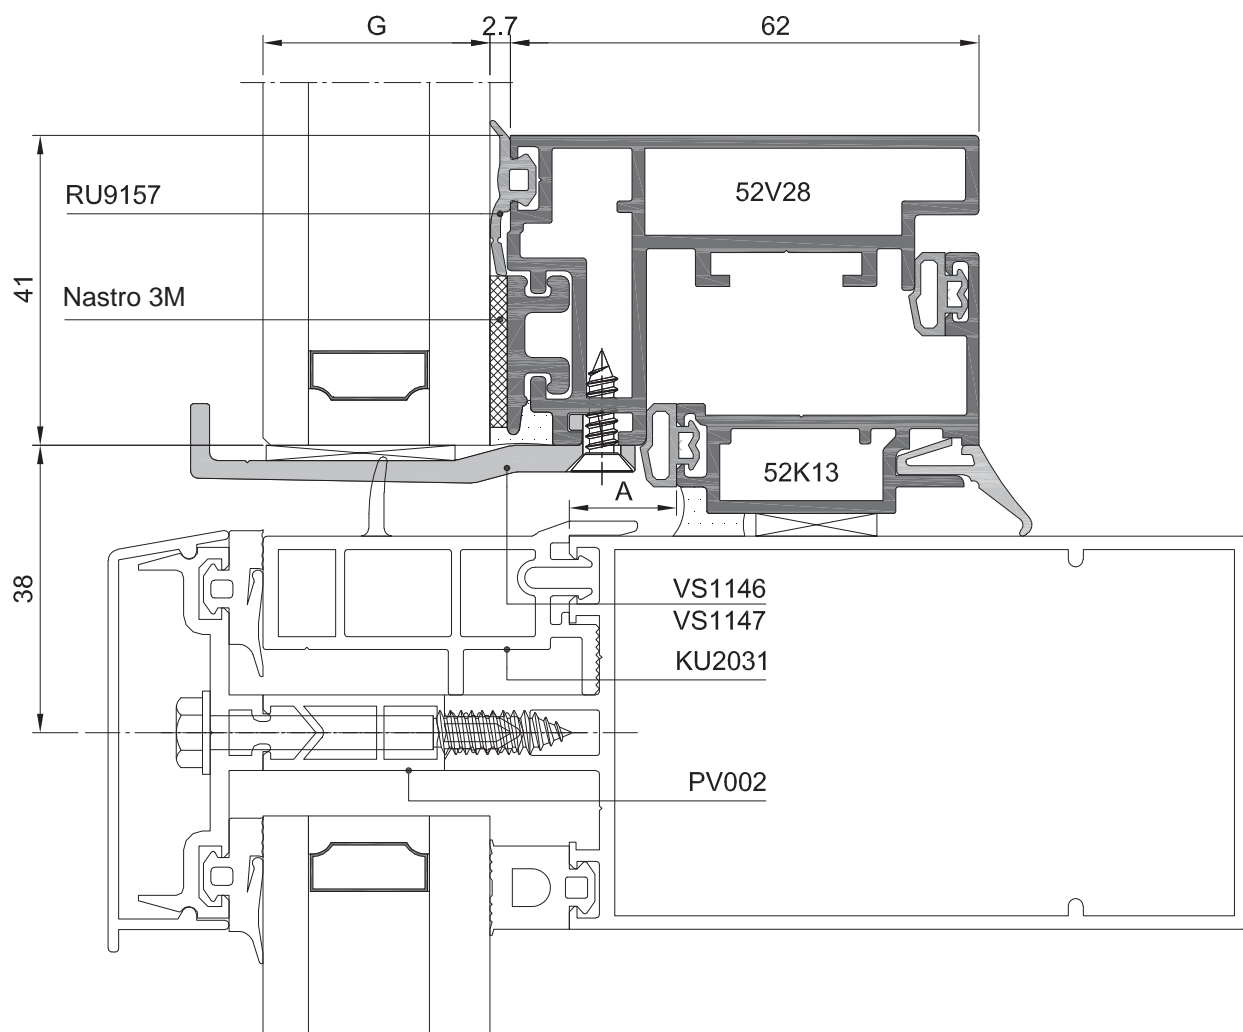 G
2.7
62
RU9157
52V28
41
Nastro 3M
52K13
A
38
VS1146
VS1147
KU2031
PV002